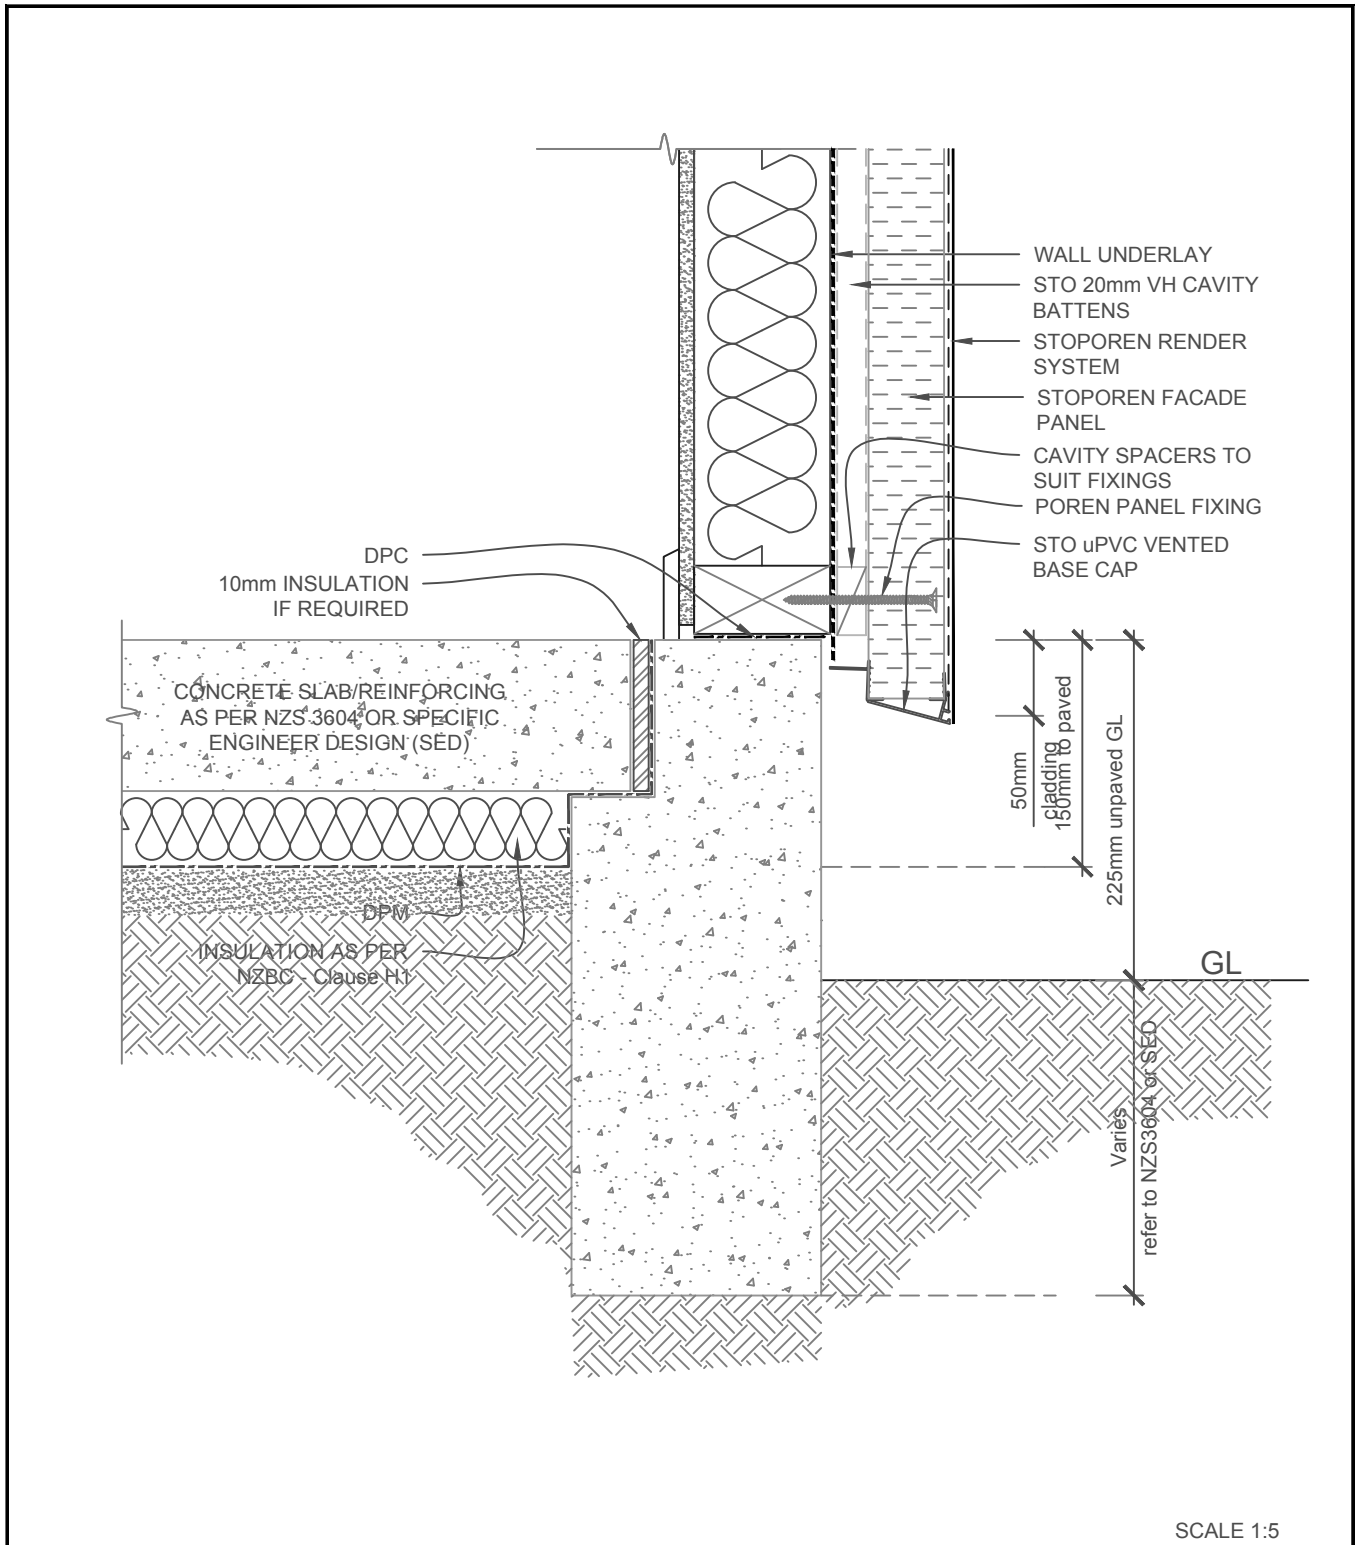 WALL UNDERLAY
STO 20mm VH CAVITY
BATTENS
STOPOREN RENDER
SYSTEM
STOPOREN FACADE
PANEL
CAVITY SPACERS TO
SUIT FIXINGS
POREN PANEL FIXING
STO uPVC VENTED
BASE CAP
DPC
10mm INSULATION
IF REQUIRED
CONCRETE SLAB/REINFORCING
AS PER NZS 3604 OR SPECIFIC
ENGINEER DESIGN (SED)
50mm
cladding
150mm to paved
225mm unpaved GL
DPM
INSULATION AS PER
NZBC - Clause H1
GL
Varies
refer to NZS3604 or SED
SCALE 1:5